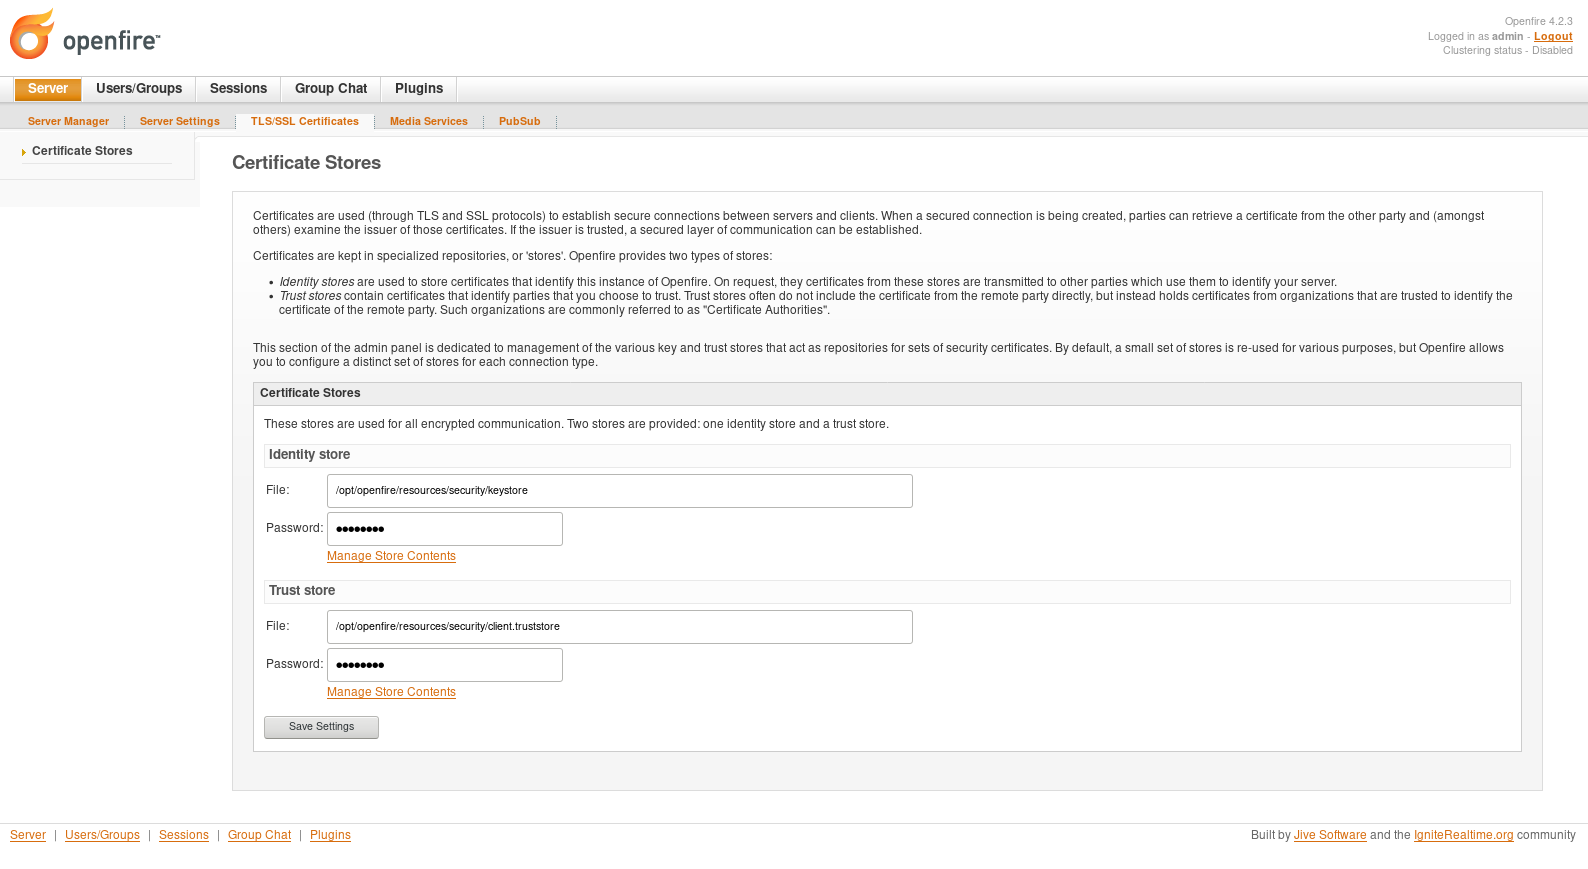 openfire™
Openfire 4.2.3
Logged in as admin - Logout
Clustering status - Disabled
Server Users/Groups Sessions Group Chat Plugins
Server Manager Server Settings TLS/SSL Certificates Media Services PubSub
Certificate Stores
Certificate Stores
Certificates are used (through TLS and SSL protocols) to establish secure connections between servers and clients. When a secured connection is being created, parties can retrieve a certificate from the other party and (amongst
others) examine the issuer of those certificates. If the issuer is trusted, a secured layer of communication can be established.
Certificates are kept in specialized repositories, or 'stores'. Openfire provides two types of stores:
• Identity stores are used to store certificates that identify this instance of Openfire. On request, they certificates from these stores are transmitted to other parties which use them to identify your server.
• Trust stores contain certificates that identify parties that you choose to trust. Trust stores often do not include the certificate from the remote party directly, but instead holds certificates from organizations that are trusted to identify the
certificate of the remote party. Such organizations are commonly referred to as "Certificate Authorities".
This section of the admin panel is dedicated to management of the various key and trust stores that act as repositories for sets of security certificates. By default, a small set of stores is re-used for various purposes, but Openfire allows
you to configure a distinct set of stores for each connection type.
Certificate Stores
These stores are used for all encrypted communication. Two stores are provided: one identity store and a trust store.
Identity store
File: /opt/openfire/resources/security/keystore
Password: ●●●●●●●●
Manage Store Contents
Trust store
File: /opt/openfire/resources/security/client.truststore
Password: ●●●●●●●●
Manage Store Contents
Save Settings
Server | Users/Groups | Sessions | Group Chat | Plugins
Built by Jive Software and the IgniteRealtime.org community